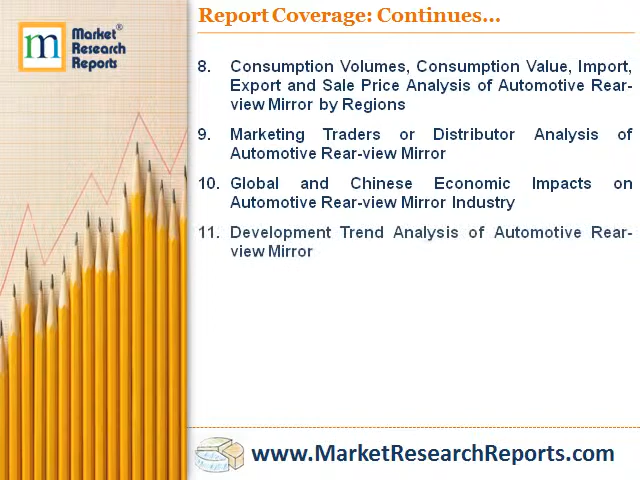 Report Coverage: Continues...
m
Market®
Research
Reports
8. Consumption Volumes, Consumption Value, Import,
Export and Sale Price Analysis of Automotive Rear-
view Mirror by Regions
9. Marketing Traders or Distributor Analysis of
Automotive Rear-view Mirror
10. Global and Chinese Economic Impacts on
Automotive Rear-view Mirror Industry
11. Development Trend Analysis of Automotive Rear-
view Mirror
www.MarketResearchReports.com